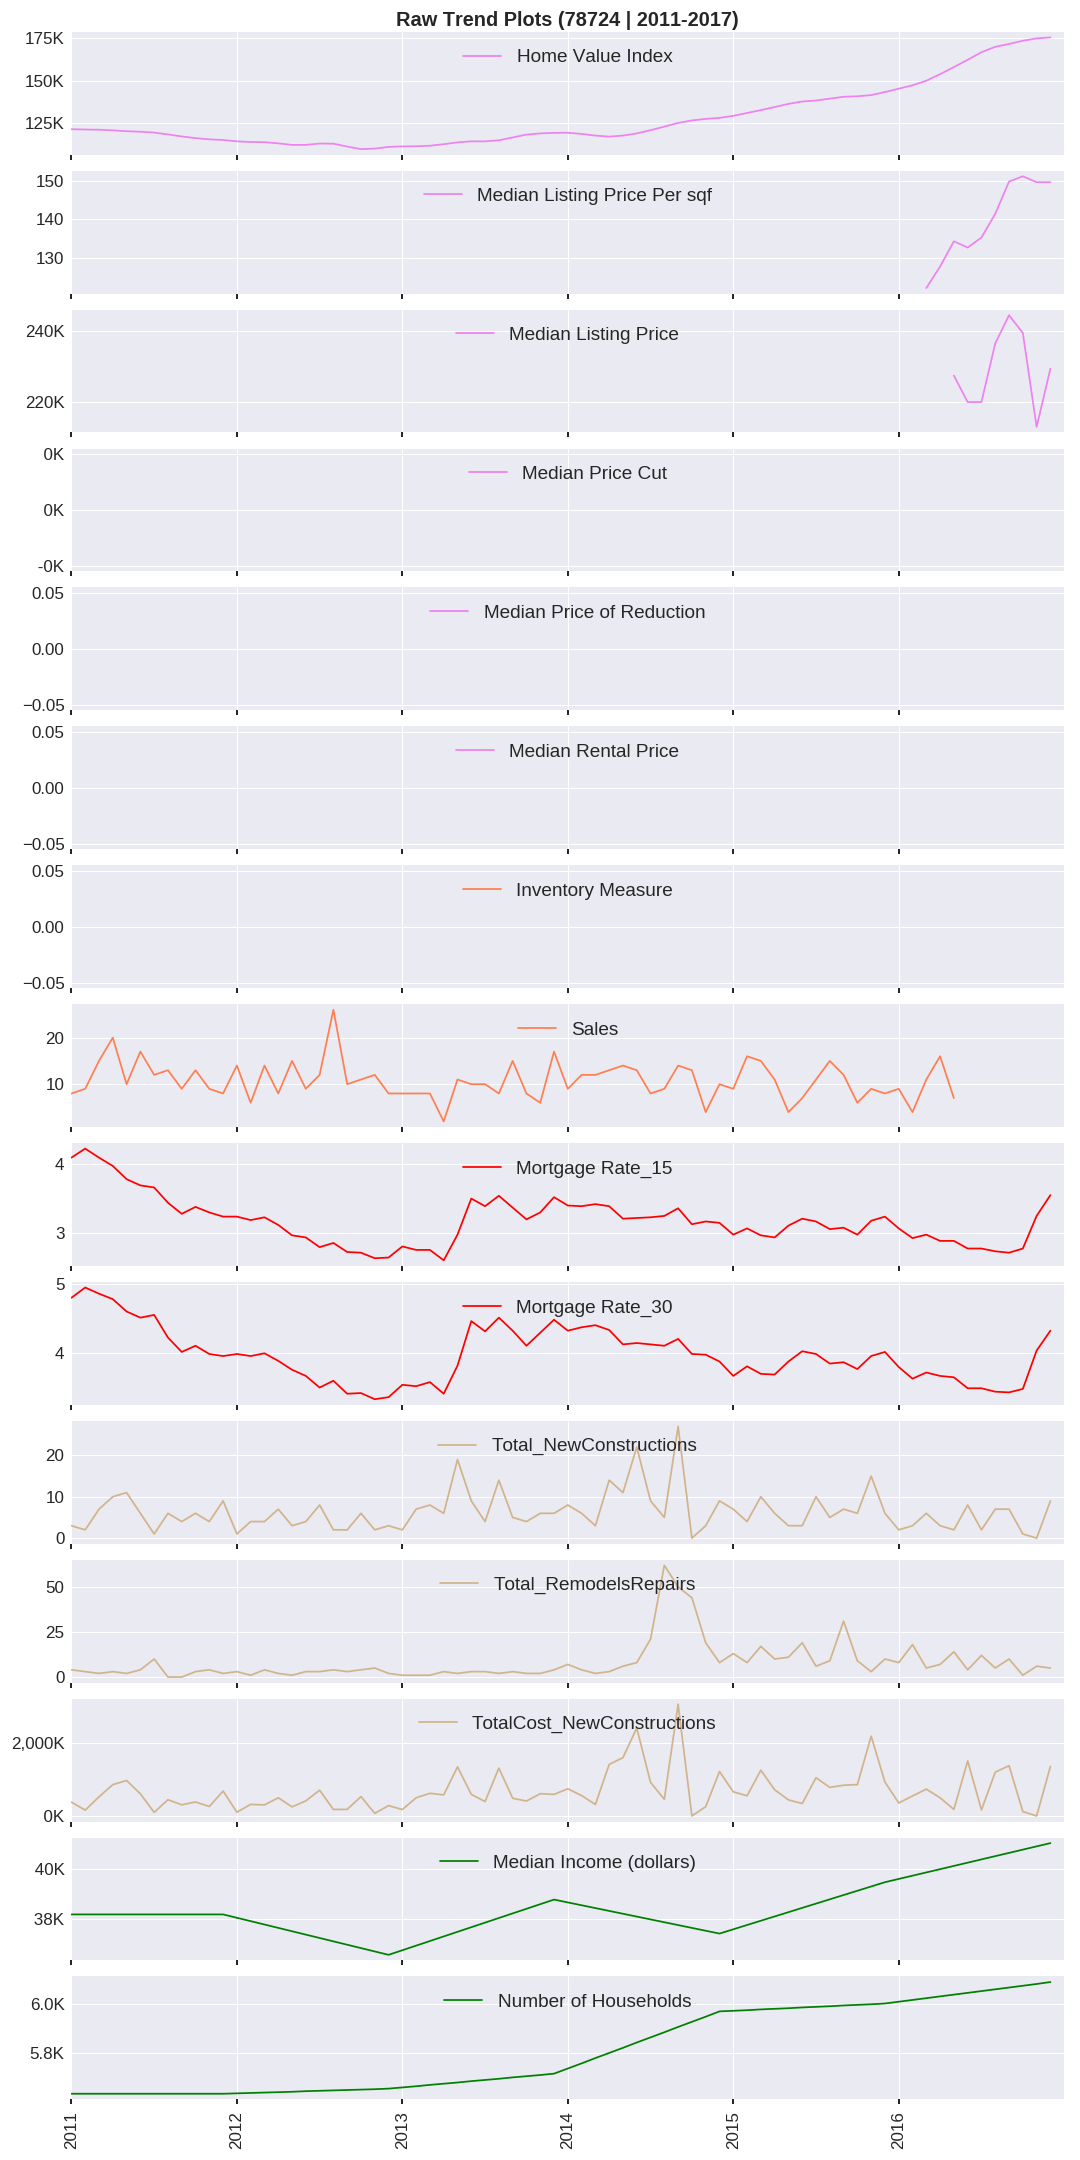 Raw Trend Plots (78724 | 2011-2017)
175K
150K
125K
Home Value Index
150
140
130
Median Listing Price Per sqf
240K
220K
Median Listing Price
0K
0K
-0K
Median Price Cut
0.05
0.00
−0.05
Median Price of Reduction
0.05
0.00
−0.05
Median Rental Price
0.05
0.00
−0.05
Inventory Measure
20
10
Sales
4
3
Mortgage Rate_15
5
4
Mortgage Rate_30
20
10
0
Total_NewConstructions
50
25
0
Total_RemodelsRepairs
2,000K
0K
TotalCost_NewConstructions
40K
38K
Median Income (dollars)
6.0K
5.8K
Number of Households
2011
2012
2013
2014
2015
2016